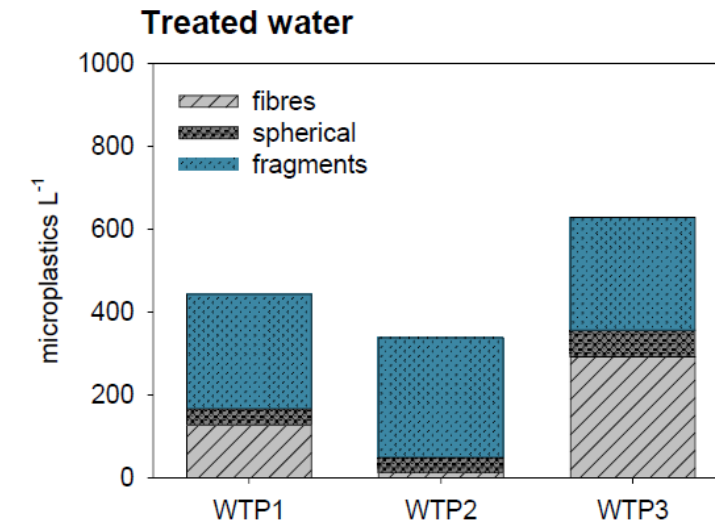 Treated water
1000
800
600
400
200
0
microplastics L⁻¹
fibres
spherical
fragments
WTP1 WTP2 WTP3